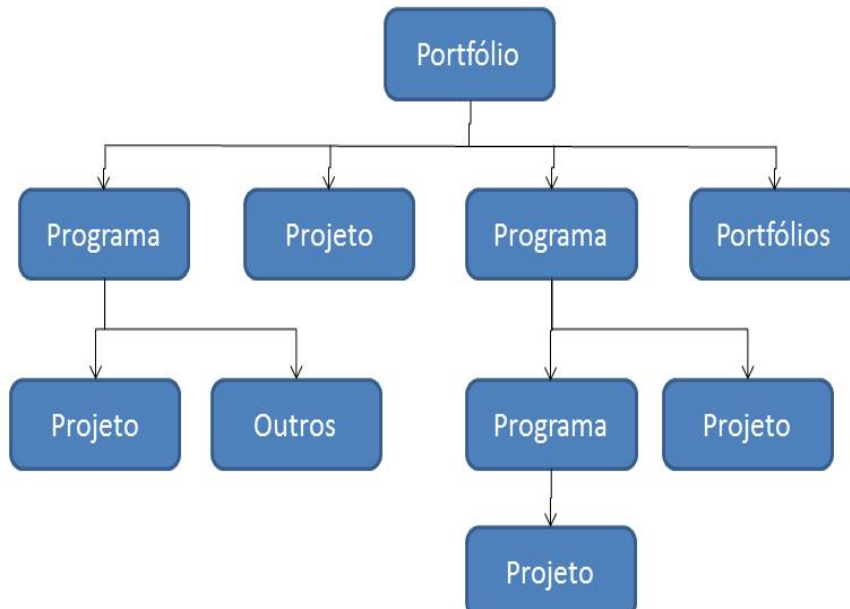 Portfólio
Programa
Projeto
Programa
Portfólios
Projeto
Outros
Programa
Projeto
Projeto